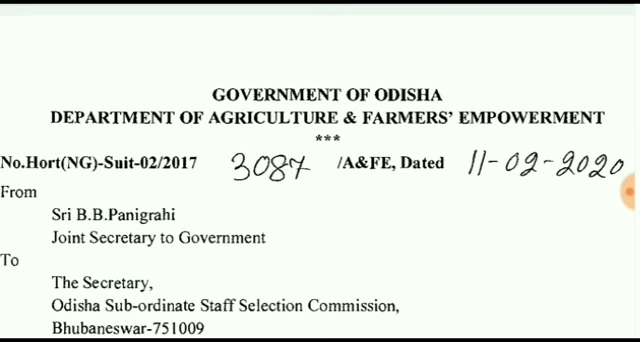 GOVERNMENT OF ODISHA
DEPARTMENT OF AGRICULTURE & FARMERS' EMPOWERMENT
***
No.Hort(NG)-Suit-02/2017 3087 /A&FE, Dated 11-02-2020
From
Sri B.B.Panigrahi
Joint Secretary to Government
To
The Secretary,
Odisha Sub-ordinate Staff Selection Commission,
Bhubaneswar-751009